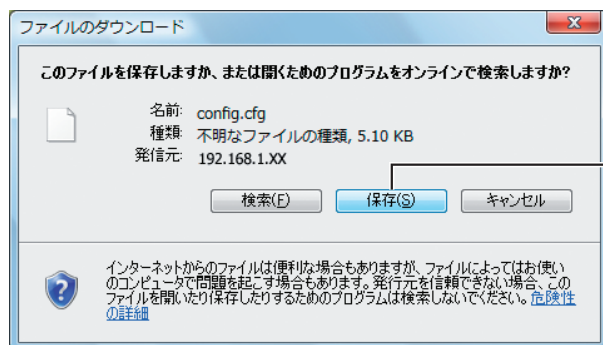 ファイルのダウンロード
このファイルを保存しますか、または開くためのプログラムをオンラインで検索しますか?
名前: config.cfg
種類: 不明なファイルの種類, 5.10 KB
発信元: 192.168.1.XX
検索(F) 保存(S) キャンセル
インターネットからのファイルは便利な場合もありますが、ファイルによってはお使い
のコンピュータで問題を起こす場合もあります。発行元を信頼できない場合、この
ファイルを開いたり保存したりするためのプログラムは検索しないでください。危険性
の詳細